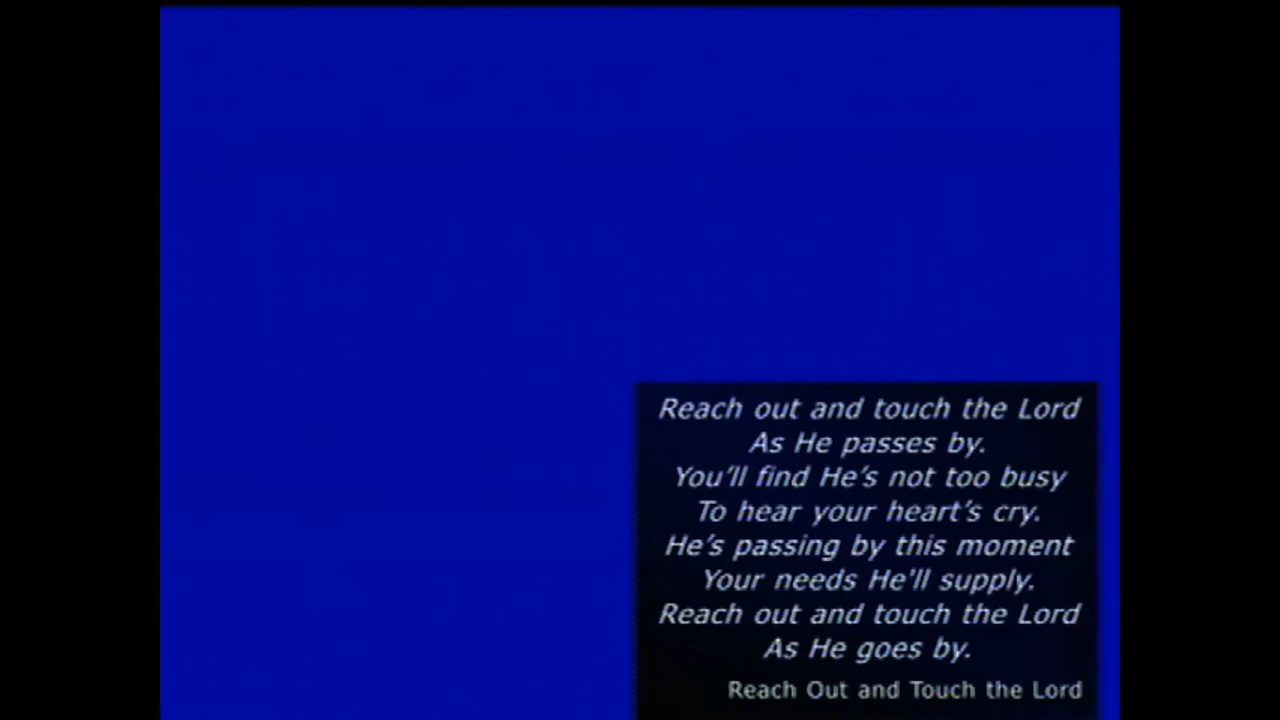 Reach out and touch the Lord
As He passes by.
You'll find He's not too busy
To hear your heart's cry.
He's passing by this moment
Your needs He'll supply.
Reach out and touch the Lord
As He goes by.
Reach Out and Touch the Lord